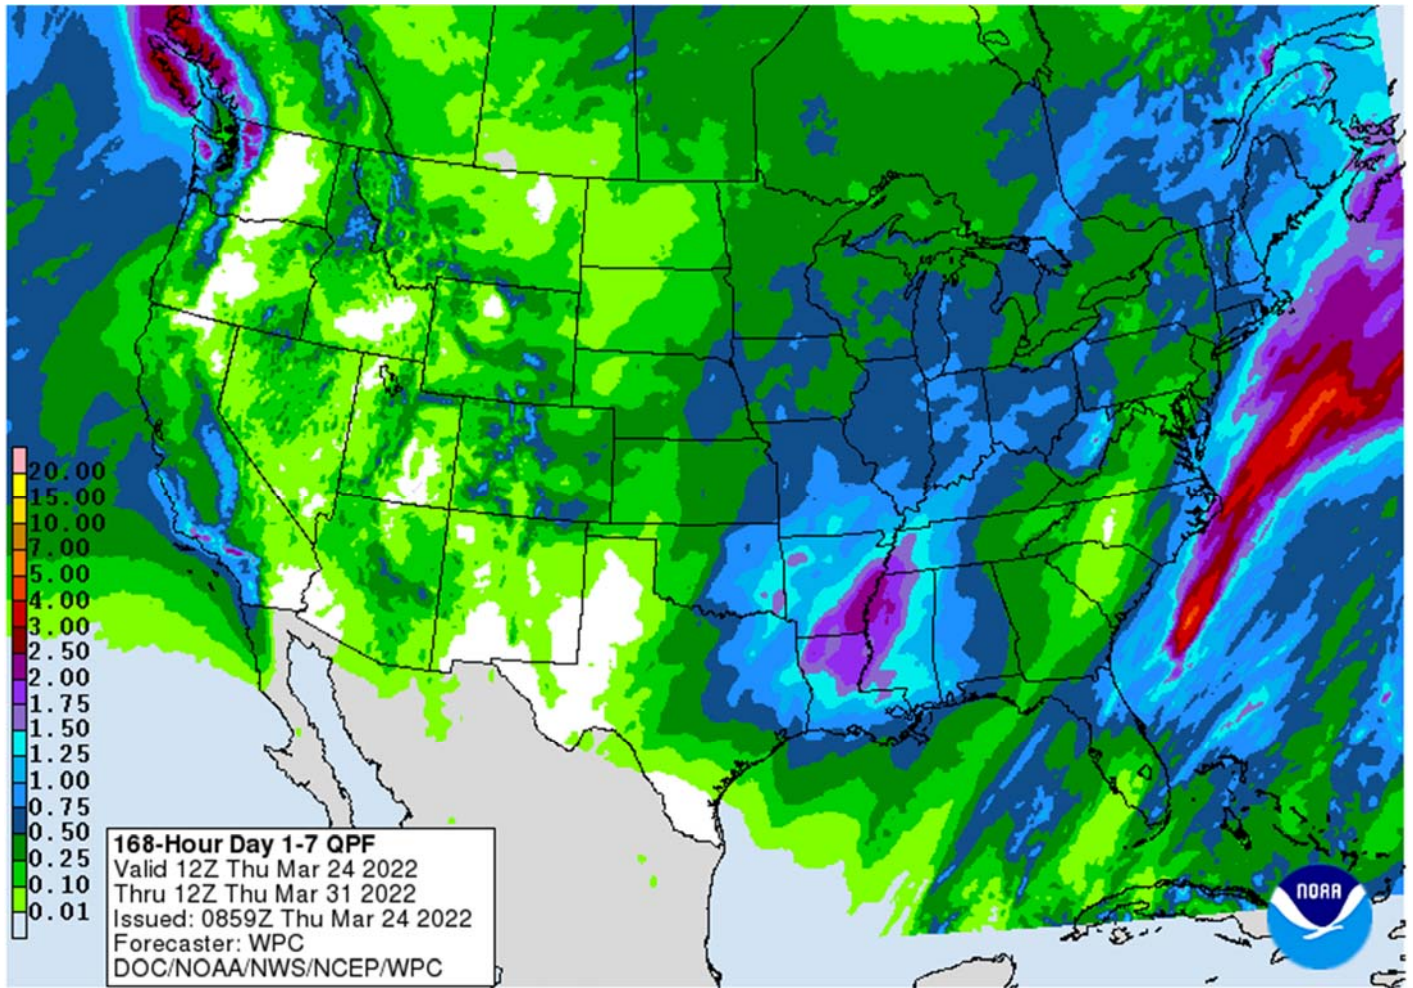 20.00
15.00
10.00
7.00
5.00
4.00
3.00
2.50
2.00
1.75
1.50
1.25
1.00
0.75
0.50
0.25
0.10
0.01
168-Hour Day 1-7 QPF
Valid 12Z Thu Mar 24 2022
Thru 12Z Thu Mar 31 2022
Issued: 0859Z Thu Mar 24 2022
Forecaster: WPC
DOC/NOAA/NWS/NCEP/WPC
NOAA